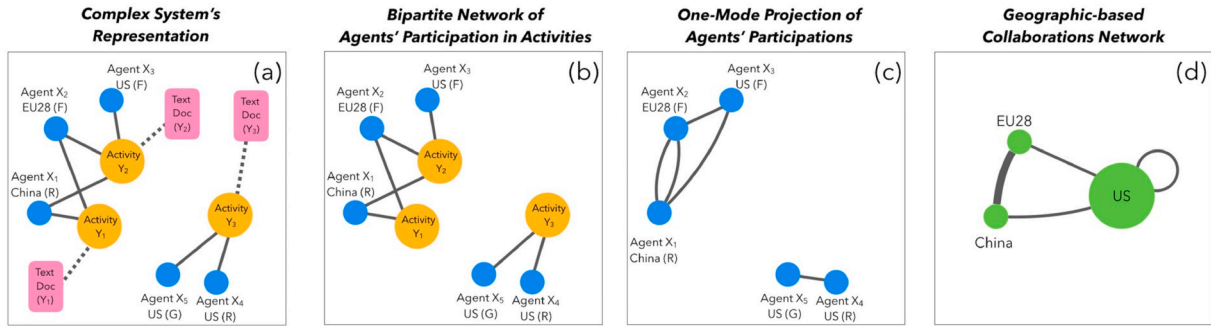 Complex System's
Representation
(a)
Agent X₃
US (F)
Agent X₂
EU28 (F)
Text
Doc
(Y₂)
Text
Doc
(Y₃)
Activity
Y₂
Agent X₁
China (R)
Activity
Y₁
Activity
Y₃
Text
Doc
(Y₁)
Agent X₅
US (G)
Agent X₄
US (R)
Bipartite Network of
Agents' Participation in Activities
(b)
Agent X₃
US (F)
Agent X₂
EU28 (F)
Activity
Y₂
Agent X₁
China (R)
Activity
Y₁
Activity
Y₃
Agent X₅
US (G)
Agent X₄
US (R)
One-Mode Projection of
Agents' Participations
(c)
Agent X₃
US (F)
Agent X₂
EU28 (F)
Agent X₁
China (R)
Agent X₅
US (G)
Agent X₄
US (R)
Geographic-based
Collaborations Network
(d)
EU28
US
China